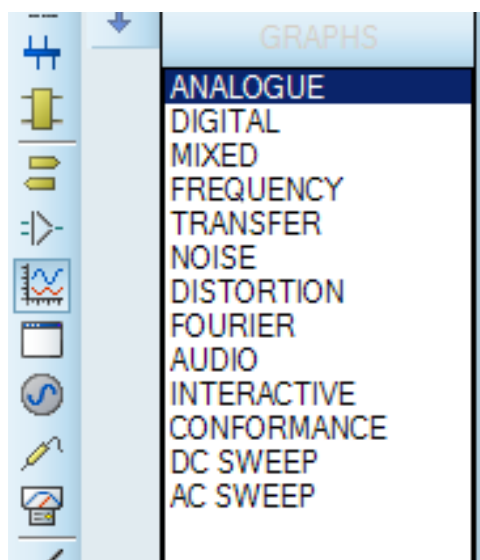 GRAPHS
ANALOGUE
DIGITAL
MIXED
FREQUENCY
TRANSFER
NOISE
DISTORTION
FOURIER
AUDIO
INTERACTIVE
CONFORMANCE
DC SWEEP
AC SWEEP